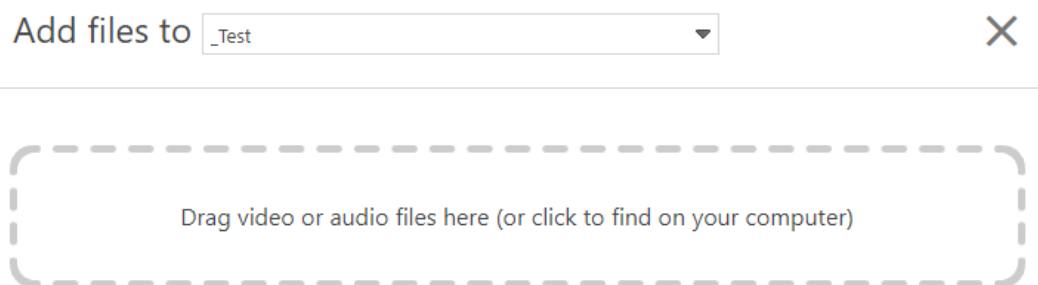 Add files to _Test
Drag video or audio files here (or click to find on your computer)